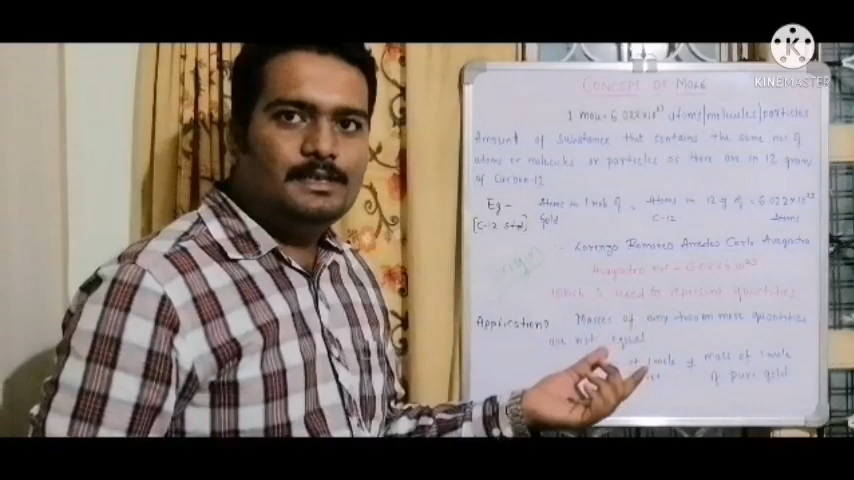 K
KINEMASTER
CONCEPT OF MOLE
1 mole = 6.022×10²³ atoms/molecules/particles
Amount of substance that contains the same no. of
atoms or molecules or particles as there are in 12 grams
of Carbon-12
Eg - Atoms in 1 mole of = Atoms in 12 g of = 6.022×10²³
[C-12 std] Gold C-12 Atoms
- Lorenzo Romano Amedeo Carlo Avogadro
Avogadro no. - 6.022×10²³
Which is used to represent quantities
Application Masses of any two mole quantities
are not equal
1 mole ≠ mass of 1 mole
of pure gold